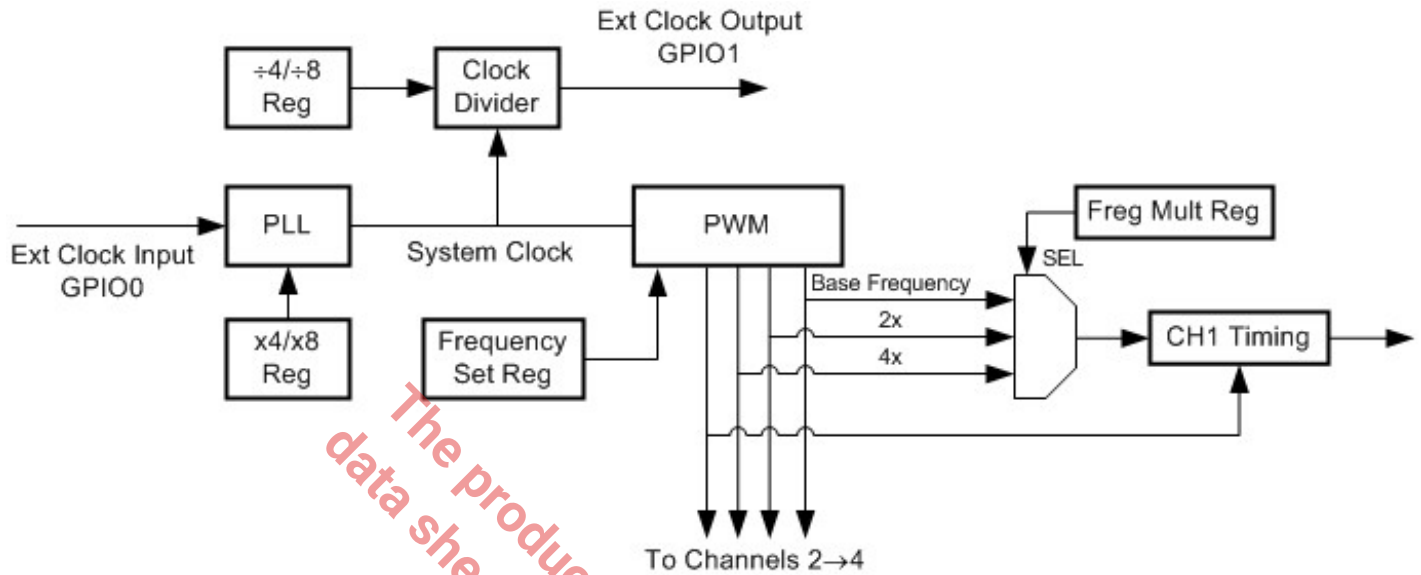 Ext Clock Output
GPIO1
÷4/÷8
Reg
Clock
Divider
PLL
Ext Clock Input
GPIO0
System Clock
PWM
Freg Mult Reg
SEL
Base Frequency
2x
4x
CH1 Timing
x4/x8
Reg
Frequency
Set Reg
To Channels 2→4
The produc
data she